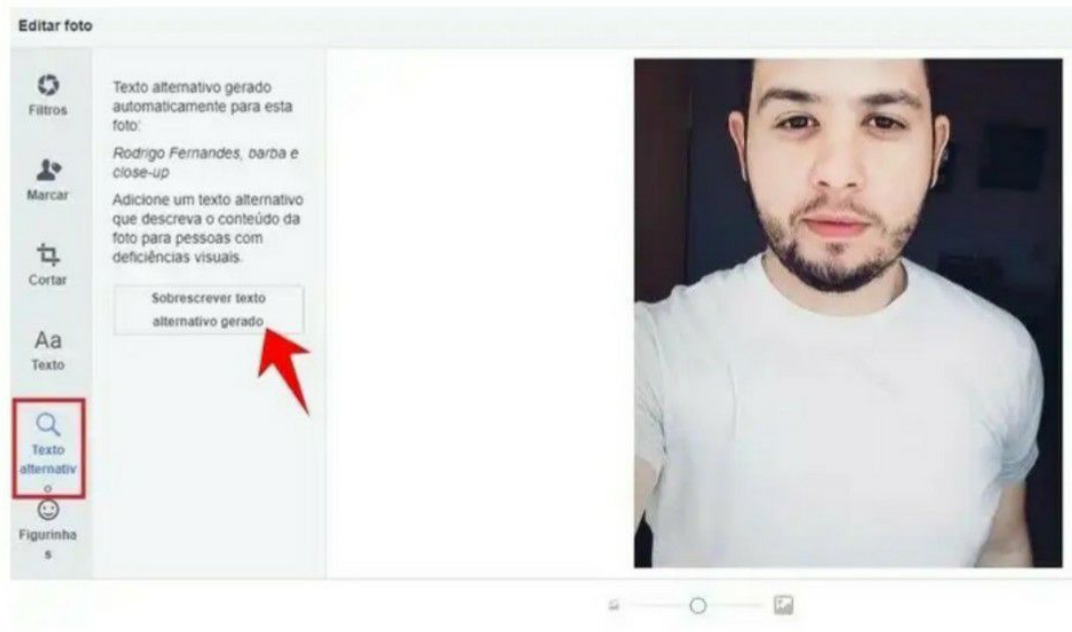 Editar foto
Filtros
Marcar
Cortar
Aa
Texto
Texto
alternativ
o
Figurinha
s
Texto alternativo gerado
automaticamente para esta
foto:
Rodrigo Fernandes, barba e
close-up
Adicione um texto alternativo
que descreva o conteúdo da
foto para pessoas com
deficiências visuais.
Sobrescrever texto
alternativo gerado